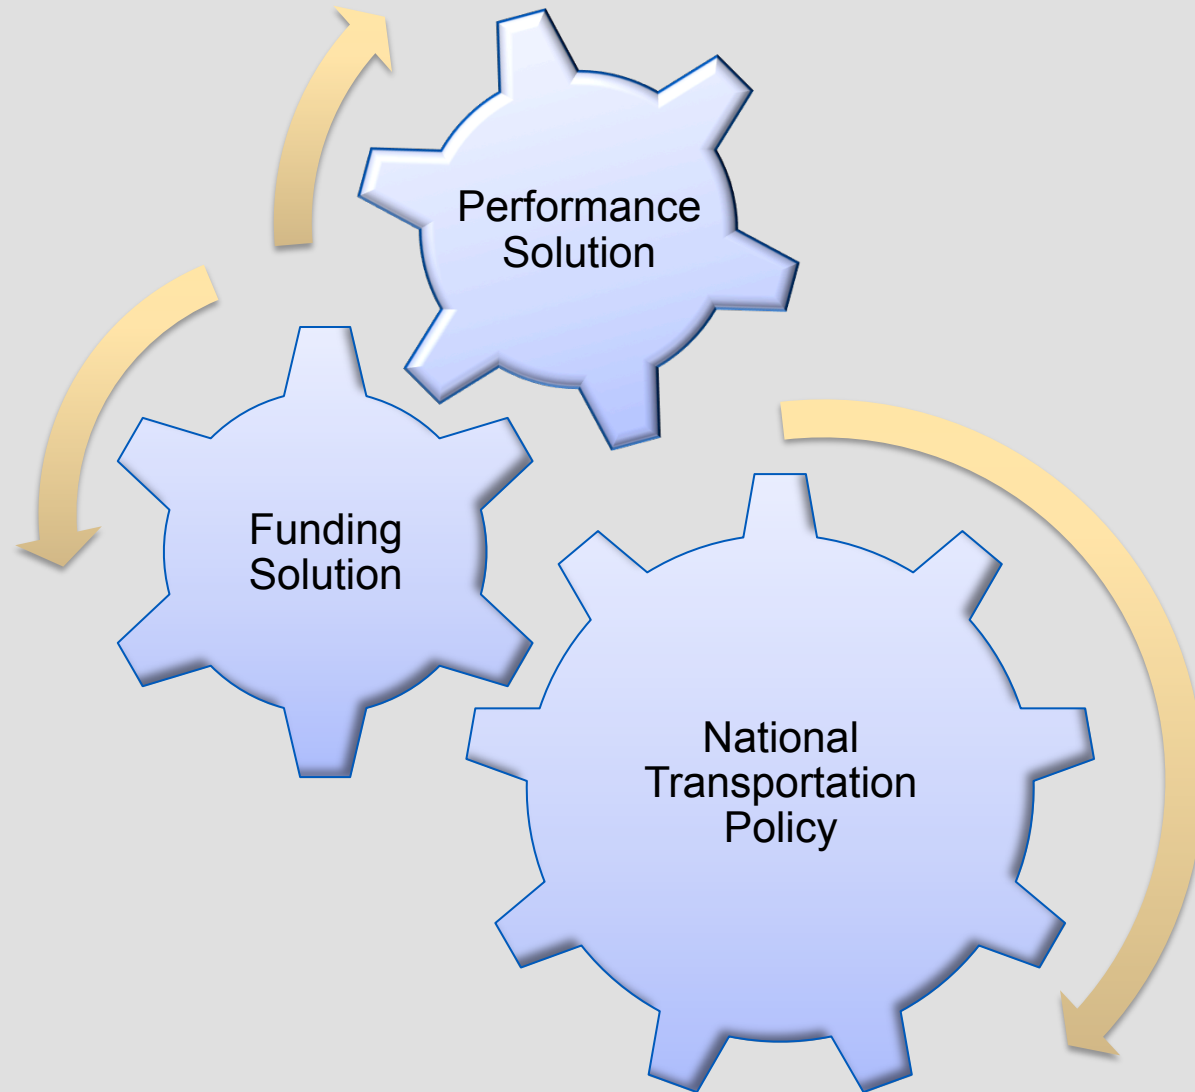 Performance
Solution
Funding
Solution
National
Transportation
Policy